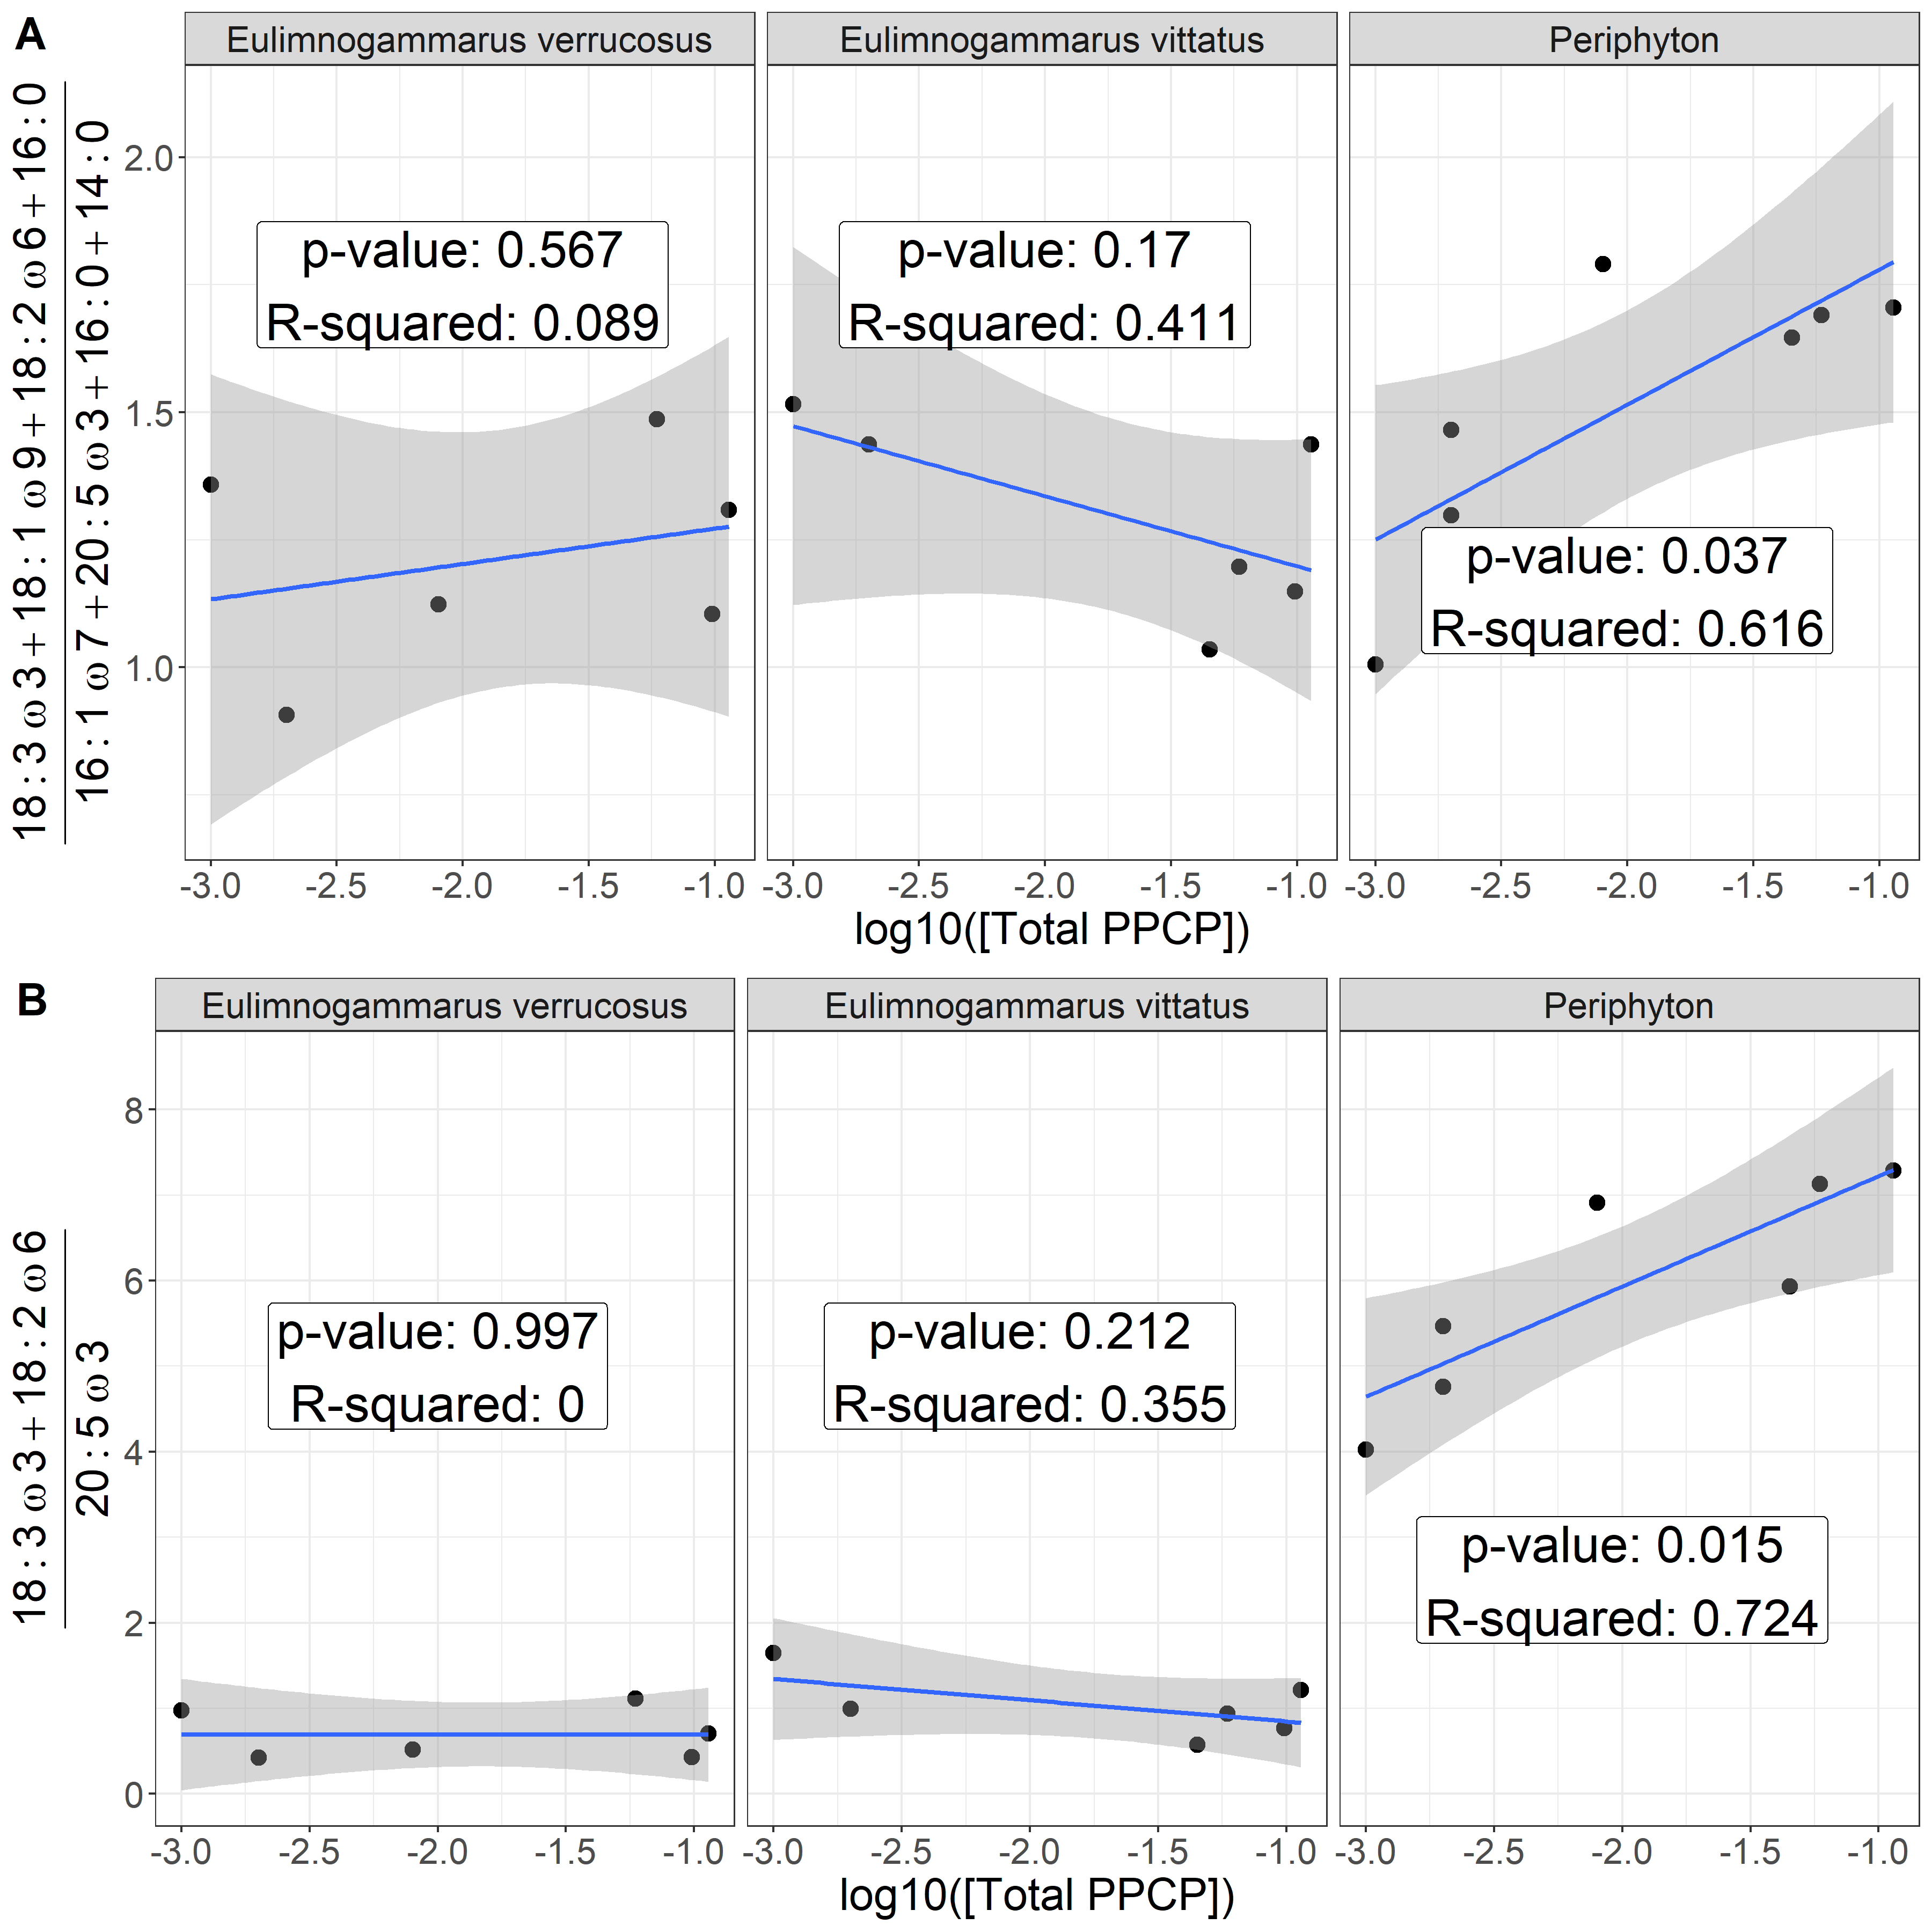 A
Eulimnogammarus verrucosus
Eulimnogammarus vittatus
Periphyton
18:3ω3+18:1ω9+18:2ω6+16:0
16:1ω7+20:5ω3+16:0+14:0
2.0
1.5
1.0
p-value: 0.567
R-squared: 0.089
p-value: 0.17
R-squared: 0.411
p-value: 0.037
R-squared: 0.616
-3.0 -2.5 -2.0 -1.5 -1.0
-3.0 -2.5 -2.0 -1.5 -1.0
-3.0 -2.5 -2.0 -1.5 -1.0
log10([Total PPCP])
B
Eulimnogammarus verrucosus
Eulimnogammarus vittatus
Periphyton
18:3ω3+18:2ω6
20:5ω3
8
6
4
2
0
p-value: 0.997
R-squared: 0
p-value: 0.212
R-squared: 0.355
p-value: 0.015
R-squared: 0.724
-3.0 -2.5 -2.0 -1.5 -1.0
-3.0 -2.5 -2.0 -1.5 -1.0
-3.0 -2.5 -2.0 -1.5 -1.0
log10([Total PPCP])